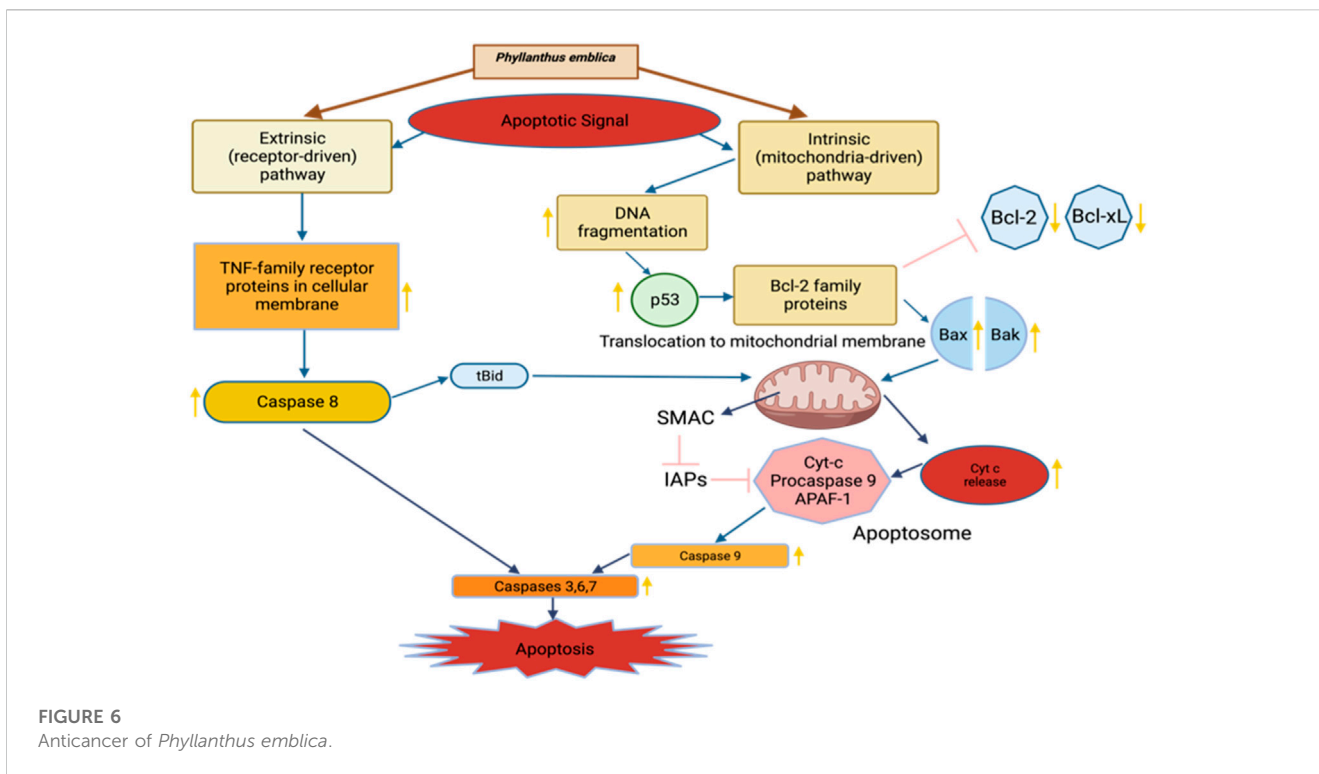 Phyllanthus emblica
Apoptotic Signal
Extrinsic
(receptor-driven)
pathway
Intrinsic
(mitochondria-driven)
pathway
DNA
fragmentation
Bcl-2
Bcl-xL
TNF-family receptor
proteins in cellular
membrane
p53
Bcl-2 family
proteins
Bax
Bak
Translocation to mitochondrial membrane
tBid
Caspase 8
SMAC
IAPs
Cyt-c
Procaspase 9
APAF-1
Cyt c
release
Apoptosome
Caspase 9
Caspases 3,6,7
Apoptosis
FIGURE 6
Anticancer of Phyllanthus emblica.